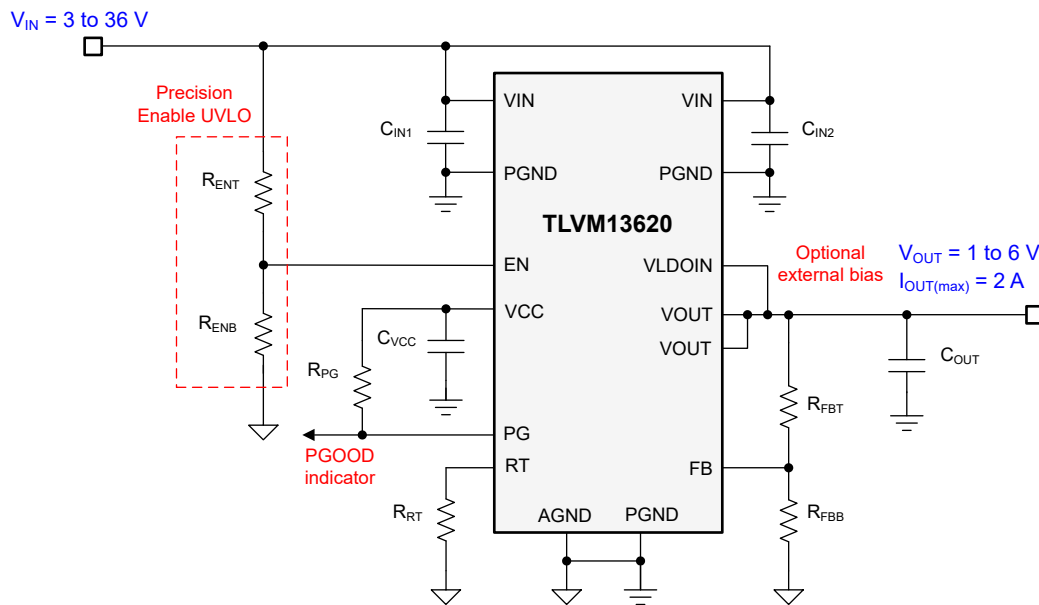 V_IN = 3 to 36 V
Precision
Enable UVLO
R_ENT
R_ENB
C_IN1
VIN
PGND
VIN
PGND
C_IN2
TLVM13620
EN
VCC
C_VCC
R_PG
PG
PGOOD
indicator
RT
R_RT
AGND
PGND
VLDOIN
VOUT
VOUT
FB
Optional
external bias
V_OUT = 1 to 6 V
I_OUT(max) = 2 A
C_OUT
R_FBT
R_FBB